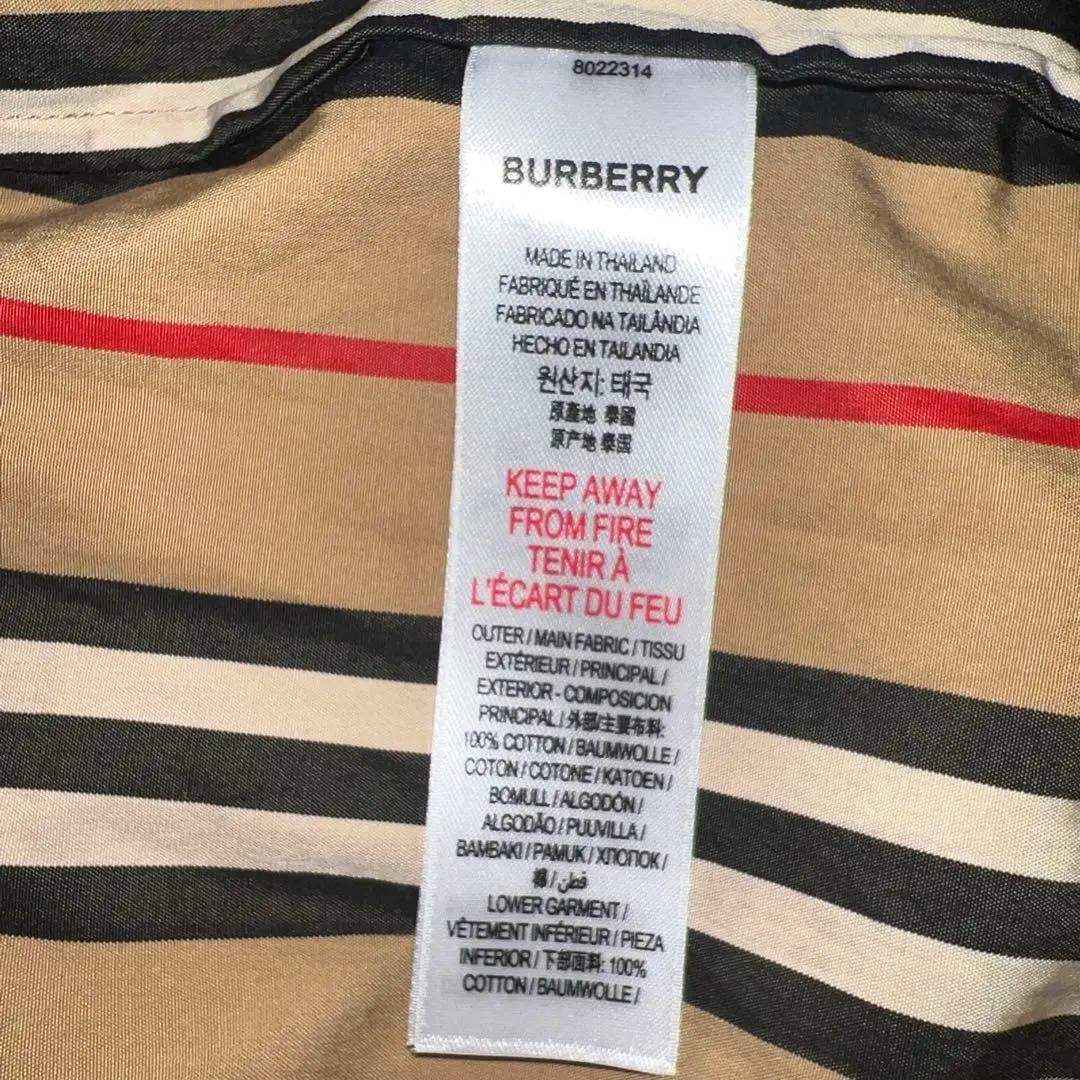 8022314
BURBERRY
MADE IN THAILAND
FABRIQUÉ EN THAÏLANDE
FABRICADO NA TAILÂNDIA
HECHO EN TAILANDIA
원산지: 태국
原產地 泰國
原产地 泰国
KEEP AWAY
FROM FIRE
TENIR À
L'ÉCART DU FEU
OUTER / MAIN FABRIC / TISSU
EXTÉRIEUR / PRINCIPAL /
EXTERIOR - COMPOSICION
PRINCIPAL / 外部/主要布料:
100% COTTON / BAUMWOLLE /
COTON / COTONE / KATOEN /
BOMULL / ALGODÓN /
ALGODÃO / PUUVILLA /
BAMBAKI / PAMUK / ХЛОПОК /
棉 / قطن
LOWER GARMENT /
VÊTEMENT INFÉRIEUR / PIEZA
INFERIOR / 下部面料: 100%
COTTON / BAUMWOLLE /